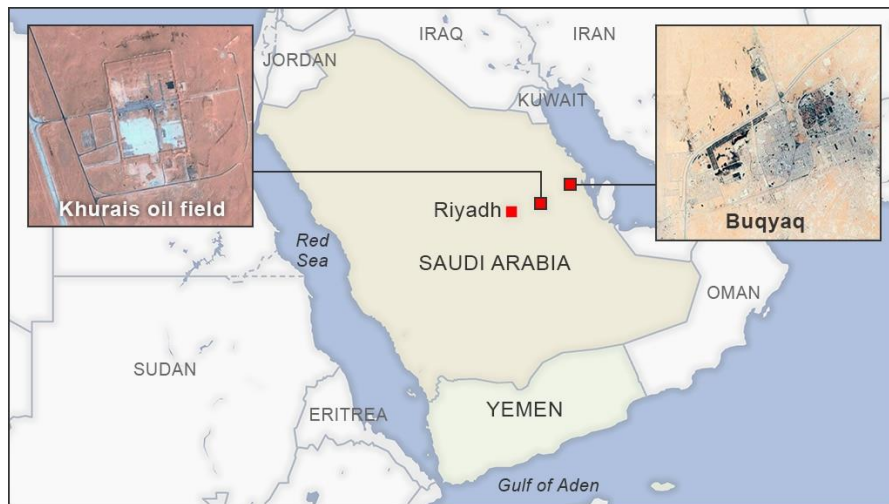 IRAQ
IRAN
JORDAN
KUWAIT
Khurais oil field
Buqyaq
Riyadh
Red
Sea
SAUDI ARABIA
OMAN
SUDAN
YEMEN
ERITREA
Gulf of Aden